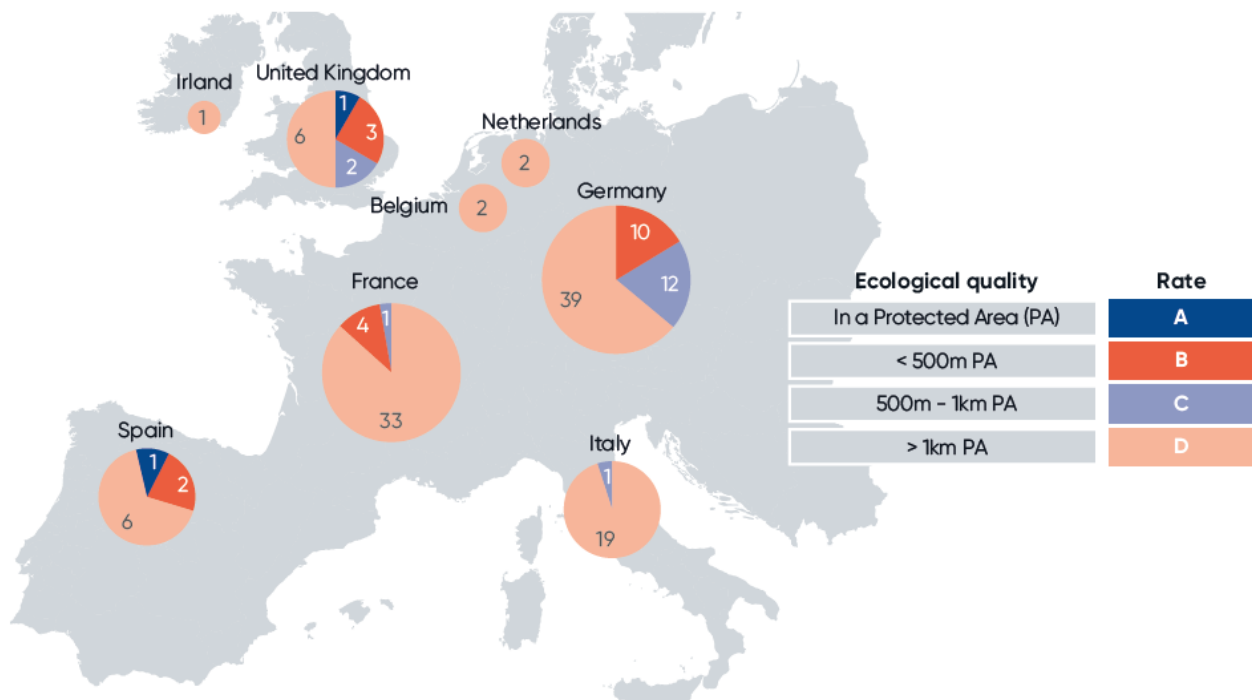 Irland
1
United Kingdom
1
3
2
6
Netherlands
2
Belgium
2
Germany
10
12
39
France
4
1
33
Spain
1
2
6
Italy
1
19
Ecological quality Rate
In a Protected Area (PA) A
< 500m PA B
500m - 1km PA C
> 1km PA D